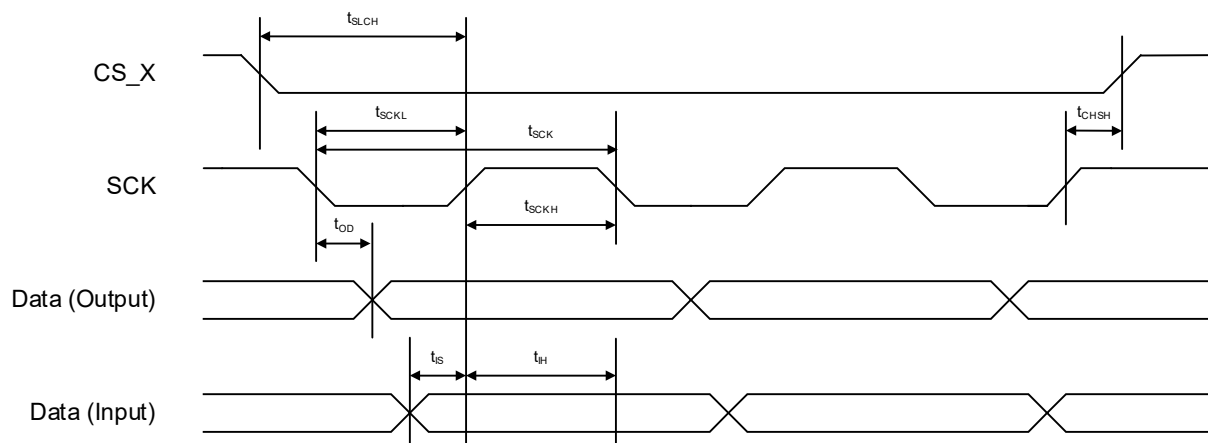 tSLCH
CS_X
tSCKL
tSCK
tCHSH
SCK
tSCKH
tOD
Data (Output)
tIS
tIH
Data (Input)